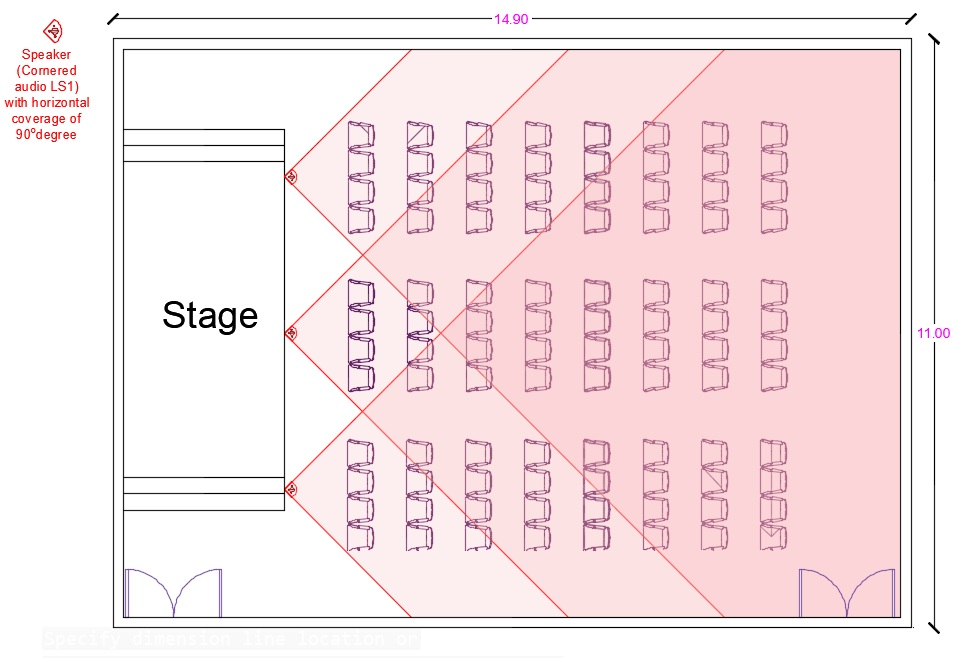 14.90
Speaker
(Cornered
audio LS1)
with horizontal
coverage of
90°degree
Stage
11.00
Specify dimension line location or